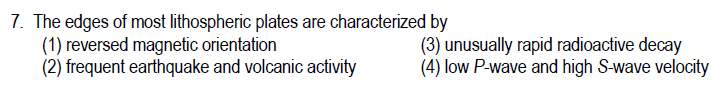 7. The edges of most lithospheric plates are characterized by
(1) reversed magnetic orientation (3) unusually rapid radioactive decay
(2) frequent earthquake and volcanic activity (4) low P-wave and high S-wave velocity